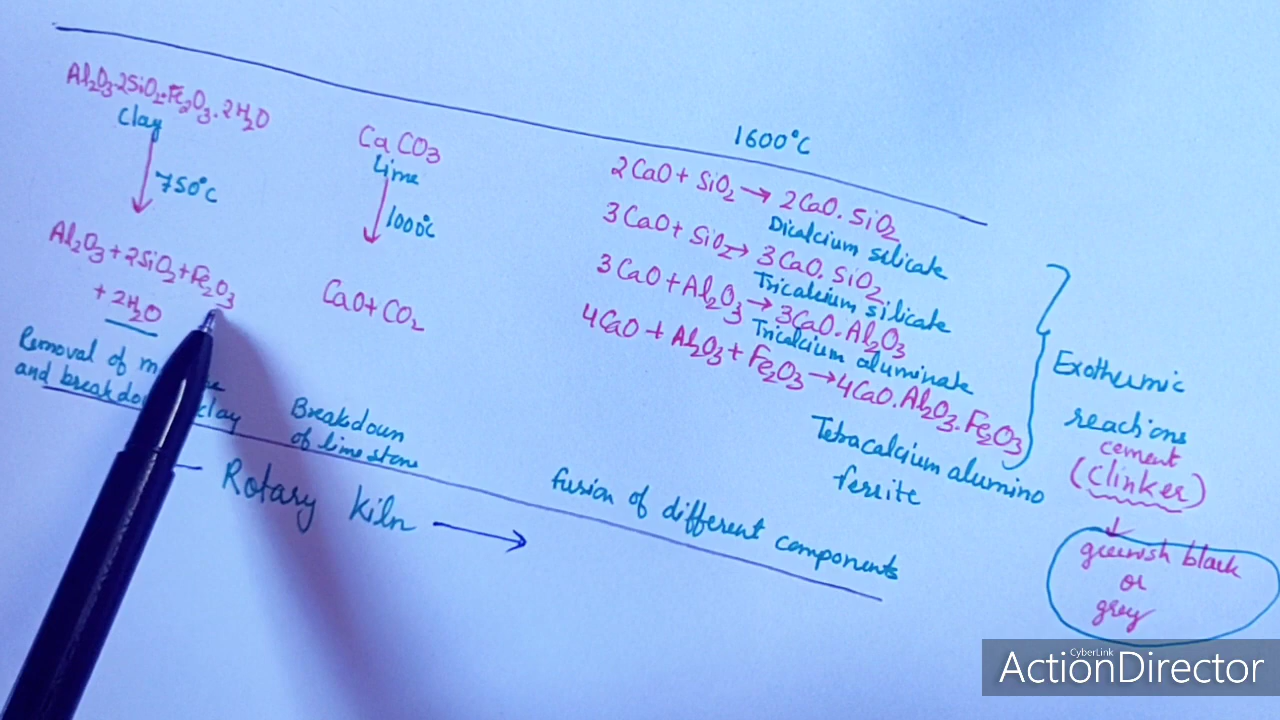 Al₂O₃.2SiO₂.Fe₂O₃.2H₂O
Clay
750°C
Al₂O₃+2SiO₂+Fe₂O₃
+ 2H₂O
Removal of
and clay
CaCO₃
Lime
1000°C
CaO+CO₂
Breakdown
of limestone
1600°C
2CaO + SiO₂ → 2CaO.SiO₂
Dicalcium silicate
3CaO + SiO₂ → 3CaO.SiO₂
Tricalcium silicate
3CaO + Al₂O₃ → 3CaO.Al₂O₃
Tricalcium aluminate
4CaO + Al₂O₃ + Fe₂O₃ → 4CaO.Al₂O₃.Fe₂O₃
Tetracalcium alumino
ferrite
Exothermic
reactions
cement
(Clinker)
↓
greenish black
or
grey
Rotary kiln →
fusion of different components
CyberLink
ActionDirector